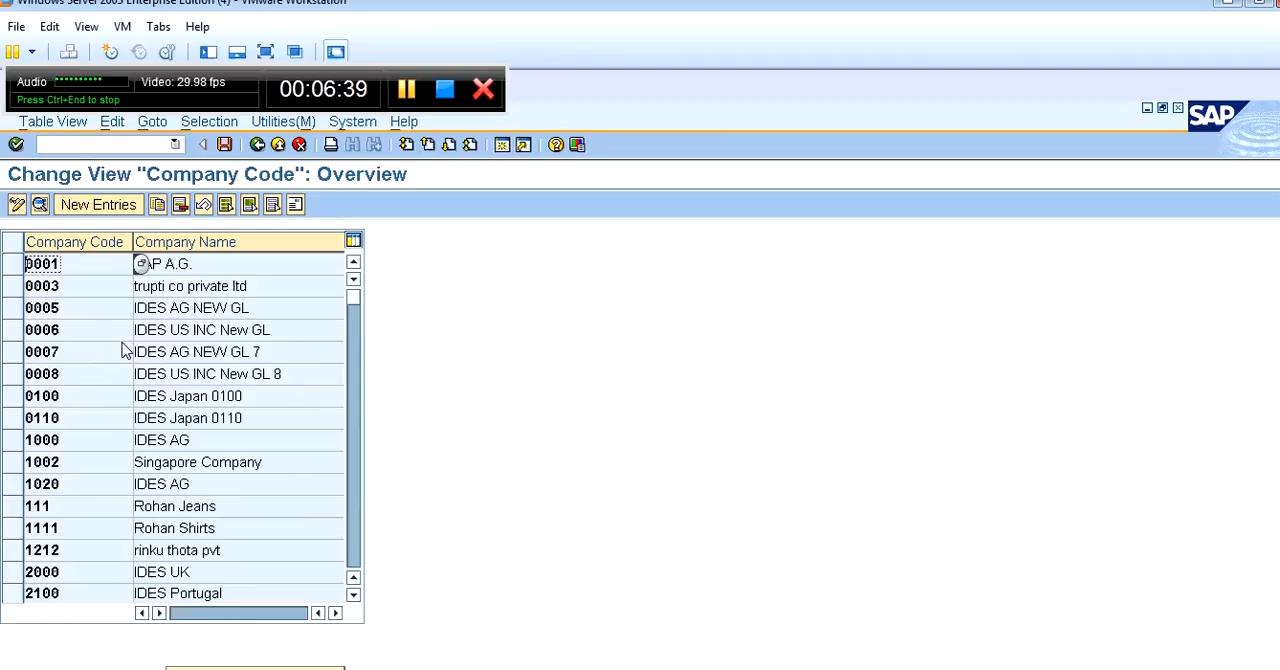 Windows Server 2003 Enterprise Edition (4) - VMware Workstation
File Edit View VM Tabs Help
Audio Video: 29.98 fps 00:06:39
Press Ctrl+End to stop
Table View Edit Goto Selection Utilities(M) System Help
SAP
Change View "Company Code": Overview
New Entries
Company Code Company Name
0001 AP A.G.
0003 trupti co private ltd
0005 IDES AG NEW GL
0006 IDES US INC New GL
0007 IDES AG NEW GL 7
0008 IDES US INC New GL 8
0100 IDES Japan 0100
0110 IDES Japan 0110
1000 IDES AG
1002 Singapore Company
1020 IDES AG
111 Rohan Jeans
1111 Rohan Shirts
1212 rinku thota pvt
2000 IDES UK
2100 IDES Portugal